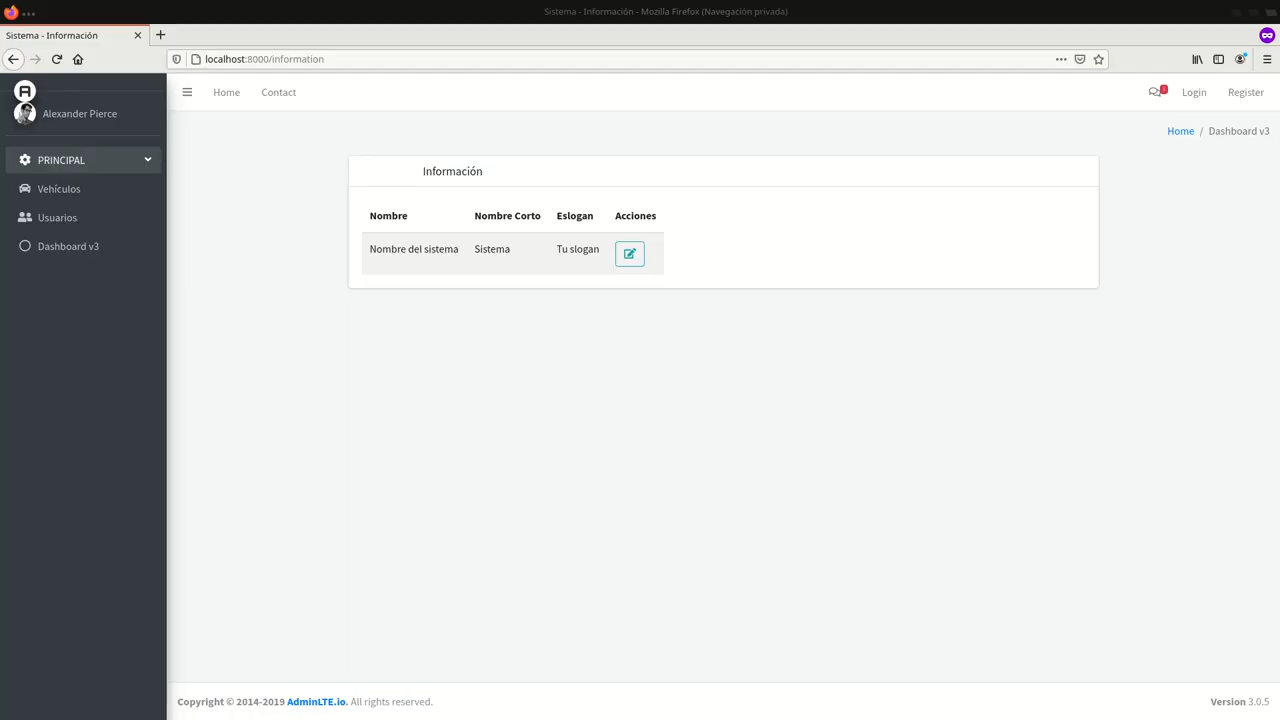 Sistema - Información - Mozilla Firefox (Navegación privada)
Sistema - Información
localhost:8000/information
Home Contact Login Register
Alexander Pierce
Home / Dashboard v3
PRINCIPAL
Vehículos
Usuarios
Dashboard v3
Información
Nombre Nombre Corto Eslogan Acciones
Nombre del sistema Sistema Tu slogan
Copyright © 2014-2019 AdminLTE.io. All rights reserved. Version 3.0.5